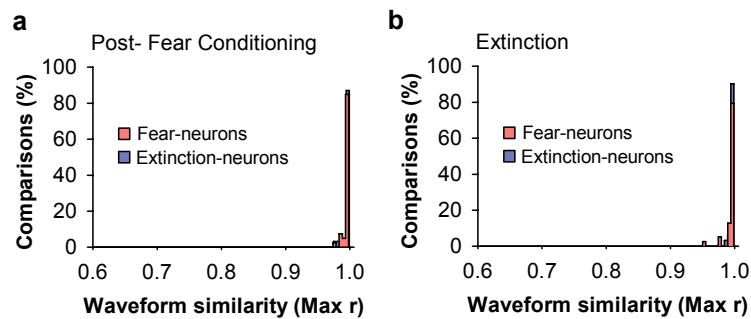 a
Post- Fear Conditioning
Comparisons (%)
100
80
60
40
20
0
Fear-neurons
Extinction-neurons
0.6 0.7 0.8 0.9 1.0
Waveform similarity (Max r)
b
Extinction
Comparisons (%)
100
80
60
40
20
0
Fear-neurons
Extinction-neurons
0.6 0.7 0.8 0.9 1.0
Waveform similarity (Max r)